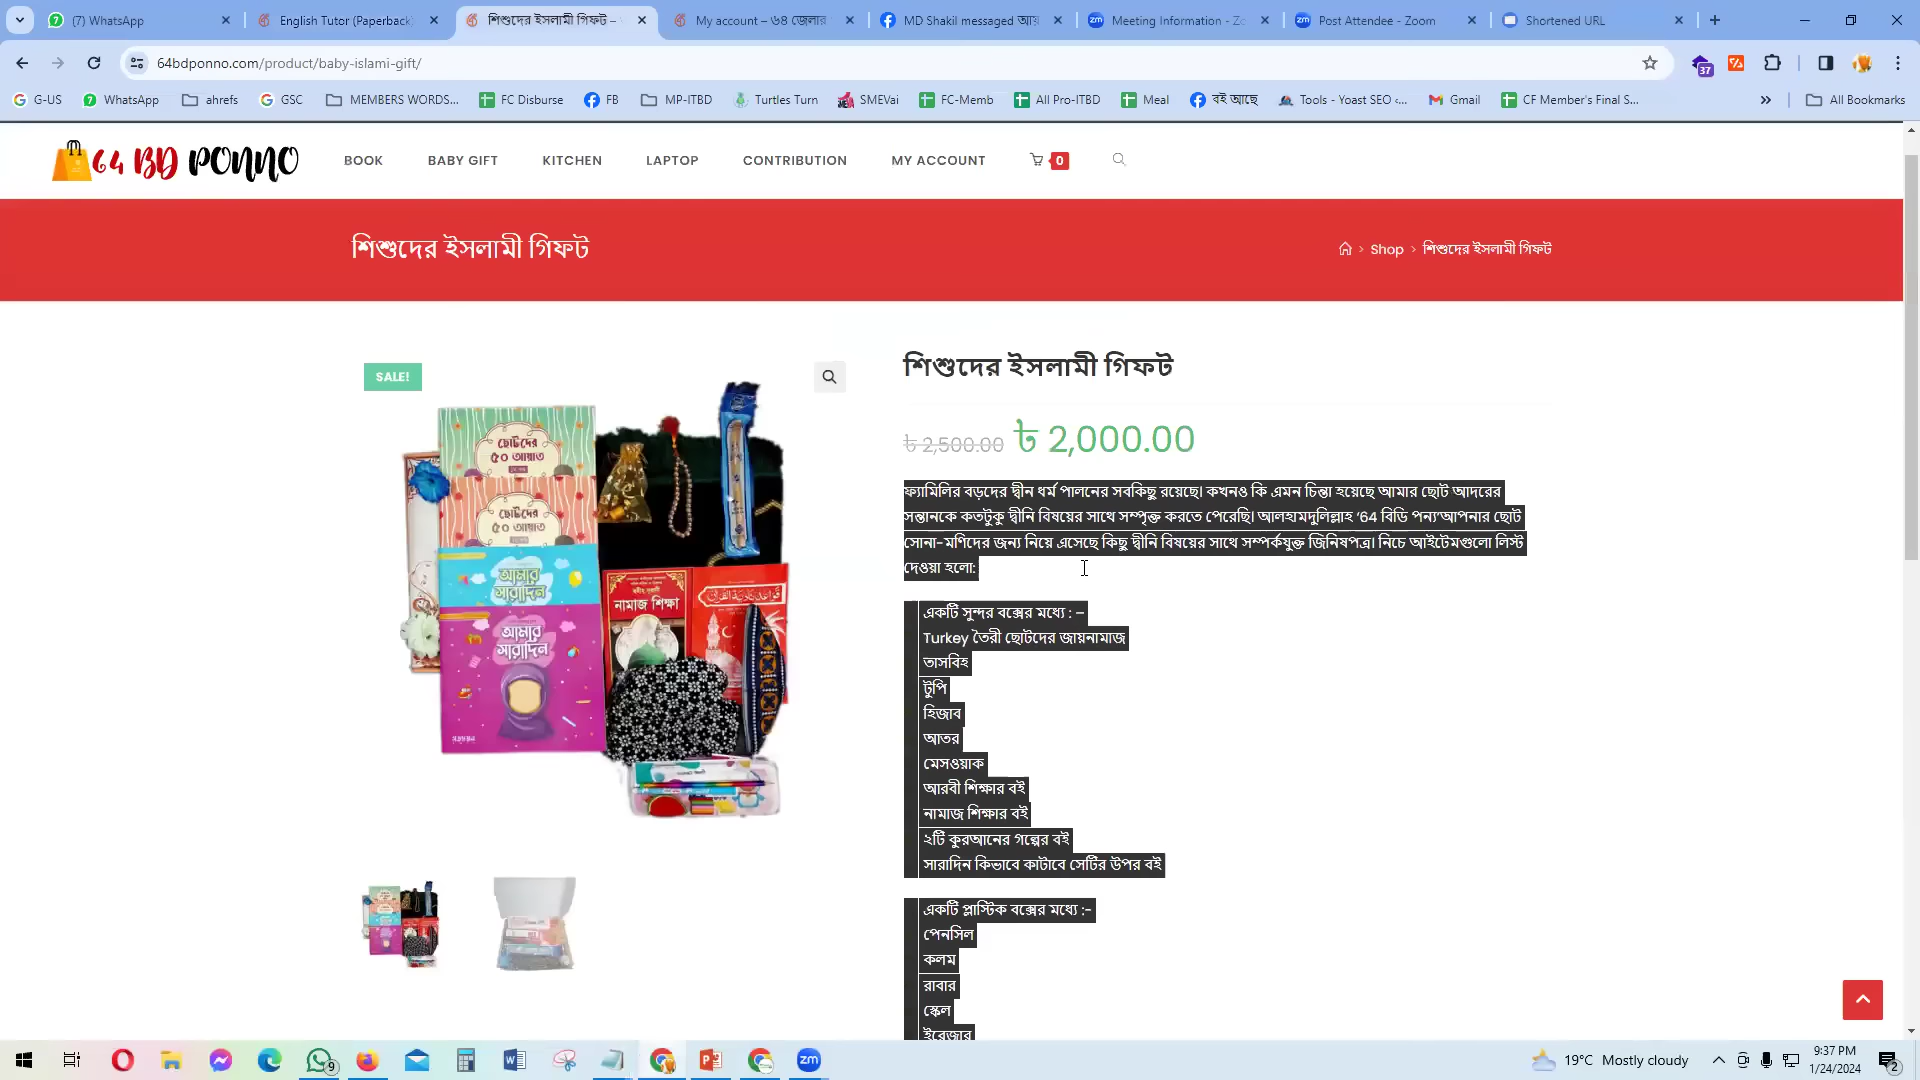 (7) WhatsApp
English Tutor (Paperback)
শিশুদের ইসলামী গিফট –
My account – ৬৪ জেলার
MD Shakil messaged
Meeting Information - Zo
Post Attendee - Zoom
Shortened URL
64bdponno.com/product/baby-islami-gift/
37
G-US
WhatsApp
ahrefs
GSC
MEMBERS WORDS...
FC Disburse
FB
MP-ITBD
Turtles Turn
SMEVai
FC-Memb
All Pro-ITBD
Meal
বই আছে
Tools - Yoast SEO ‹...
Gmail
CF Member's Final S...
All Bookmarks
64 BD PONNO
BOOK
BABY GIFT
KITCHEN
LAPTOP
CONTRIBUTION
MY ACCOUNT
0
শিশুদের ইসলামী গিফট
Shop > শিশুদের ইসলামী গিফট
SALE!
ছোটদের
৫০ আয়াত
ছোটদের
৫০ আয়াত
আমার
সারাদিন
আমার
সারাদিন
নামাজ শিক্ষা
শিশুদের ইসলামী গিফট
৳ 2,500.00 ৳ 2,000.00
ফ্যামিলির বড়দের দ্বীন ধর্ম পালনের সবকিছু রয়েছে। কখনও কি এমন চিন্তা হয়েছে আমার ছোট আদরের
সন্তানকে কতটুকু দ্বীনি বিষয়ের সাথে সম্পৃক্ত করতে পেরেছি। আলহামদুলিল্লাহ ‘64 বিডি পন্য’আপনার ছোট
সোনা-মণিদের জন্য নিয়ে এসেছে কিছু দ্বীনি বিষয়ের সাথে সম্পর্কযুক্ত জিনিষপত্র। নিচে আইটেমগুলো লিস্ট
দেওয়া হলো:
একটি সুন্দর বক্সের মধ্যে : –
Turkey তৈরী ছোটদের জায়নামাজ
তাসবিহ
টুপি
হিজাব
আতর
মেসওয়াক
আরবী শিক্ষার বই
নামাজ শিক্ষার বই
২টি কুরআনের গল্পের বই
সারাদিন কিভাবে কাটাবে সেটির উপর বই
একটি প্লাস্টিক বক্সের মধ্যে :-
পেনসিল
কলম
রাবার
স্কেল
ইরেজার
9
19°C Mostly cloudy
9:37 PM
1/24/2024
2